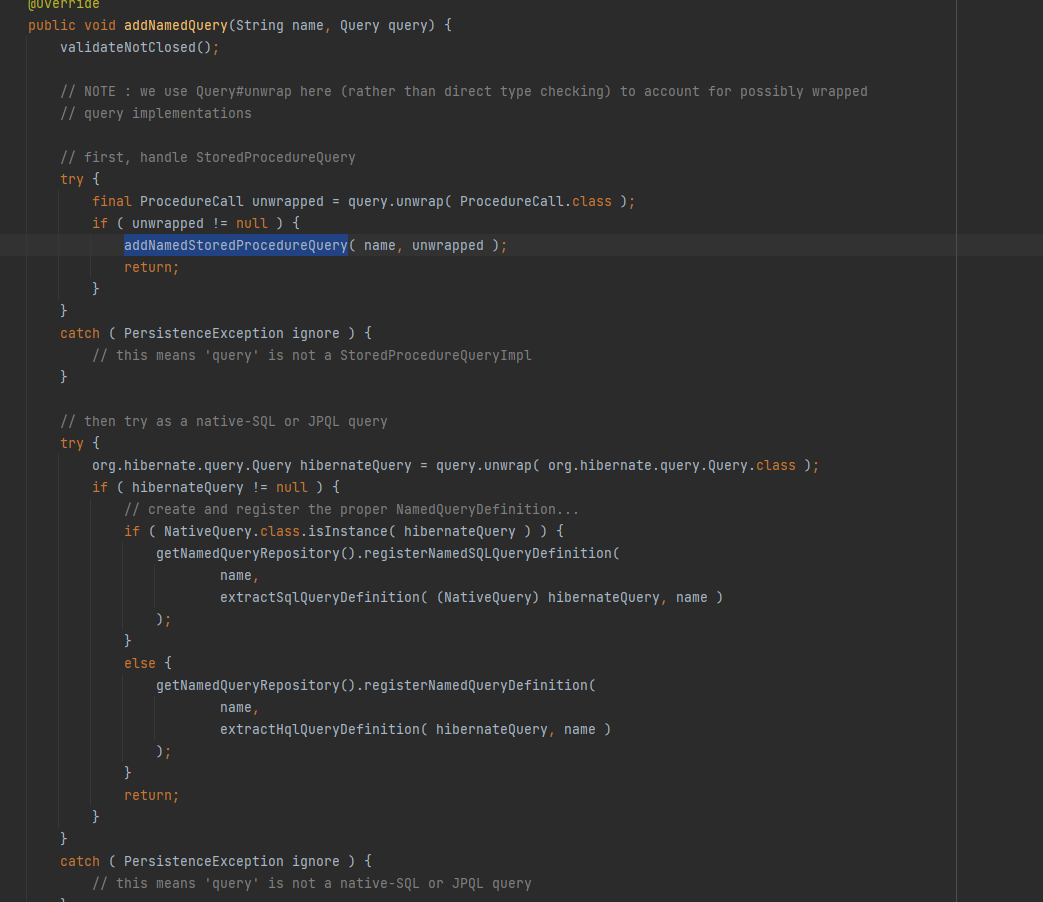 @Override
public void addNamedQuery(String name, Query query) {
validateNotClosed();
// NOTE : we use Query#unwrap here (rather than direct type checking) to account for possibly wrapped
// query implementations
// first, handle StoredProcedureQuery
try {
final ProcedureCall unwrapped = query.unwrap( ProcedureCall.class );
if ( unwrapped != null ) {
addNamedStoredProcedureQuery( name, unwrapped );
return;
}
}
catch ( PersistenceException ignore ) {
// this means 'query' is not a StoredProcedureQueryImpl
}
// then try as a native-SQL or JPQL query
try {
org.hibernate.query.Query hibernateQuery = query.unwrap( org.hibernate.query.Query.class );
if ( hibernateQuery != null ) {
// create and register the proper NamedQueryDefinition...
if ( NativeQuery.class.isInstance( hibernateQuery ) ) {
getNamedQueryRepository().registerNamedSQLQueryDefinition(
name,
extractSqlQueryDefinition( (NativeQuery) hibernateQuery, name )
);
}
else {
getNamedQueryRepository().registerNamedQueryDefinition(
name,
extractHqlQueryDefinition( hibernateQuery, name )
);
}
return;
}
}
catch ( PersistenceException ignore ) {
// this means 'query' is not a native-SQL or JPQL query
}